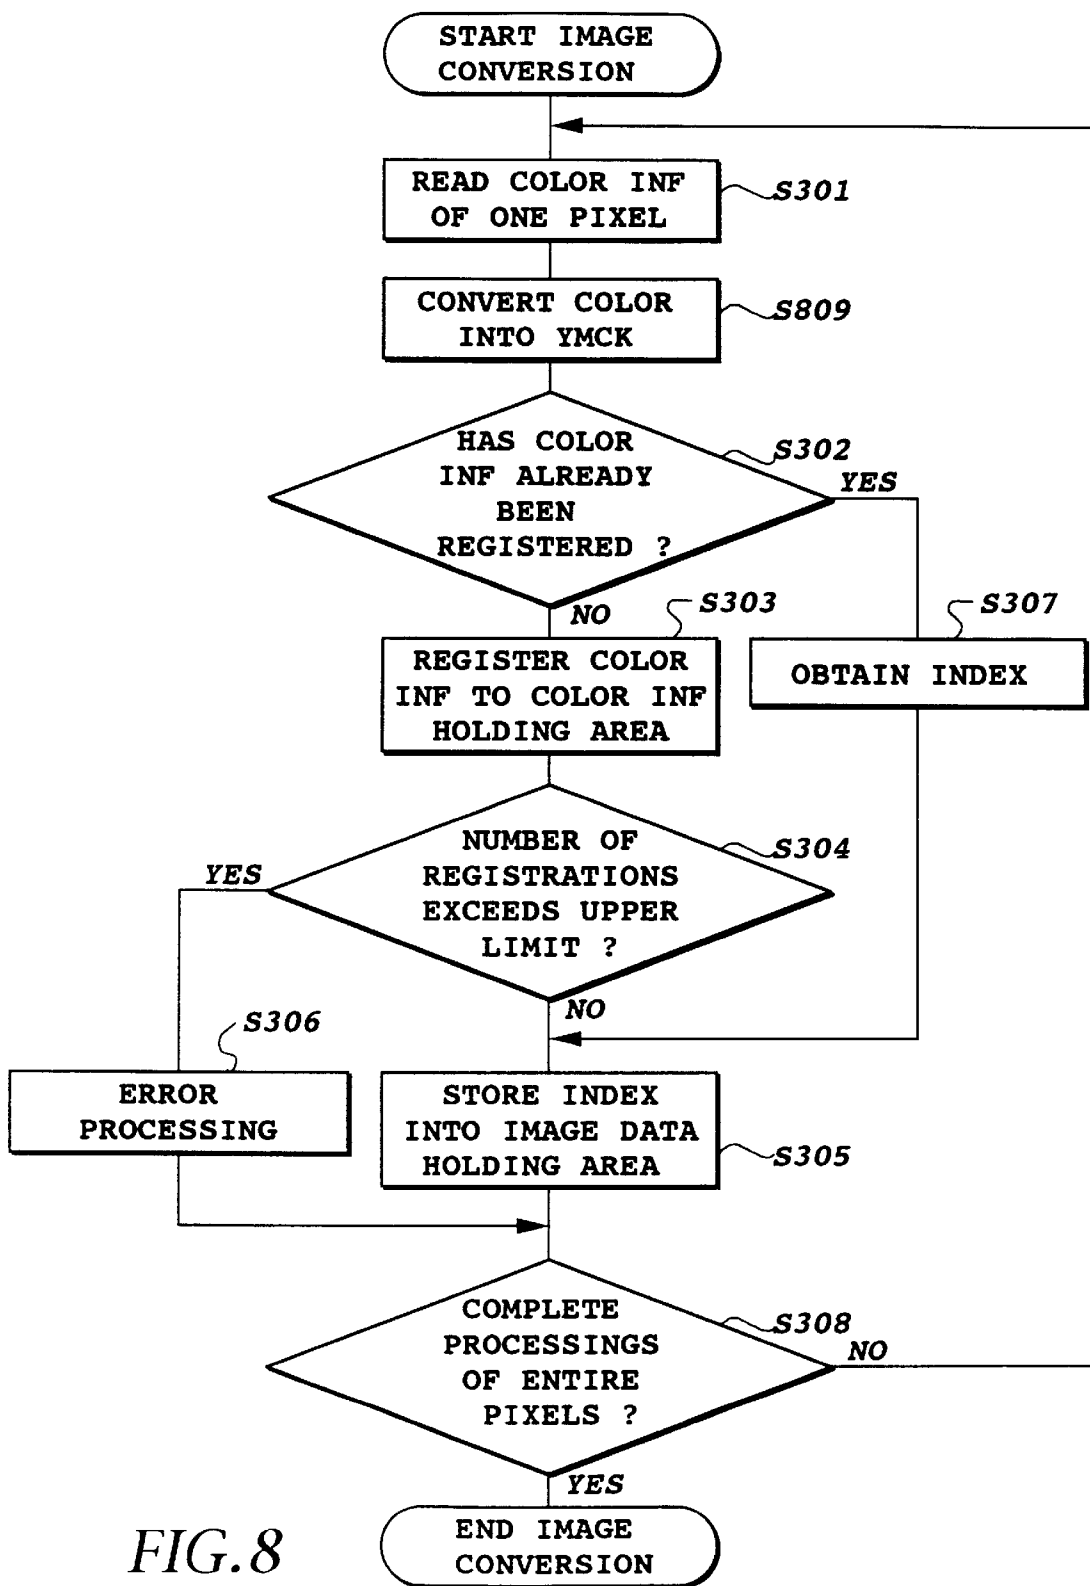 START IMAGE
CONVERSION
READ COLOR INF
OF ONE PIXEL
S301
CONVERT COLOR
INTO YMCK
S809
HAS COLOR
INF ALREADY
BEEN
REGISTERED ?
S302
YES
NO
S303
REGISTER COLOR
INF TO COLOR INF
HOLDING AREA
S307
OBTAIN INDEX
NUMBER OF
REGISTRATIONS
EXCEEDS UPPER
LIMIT ?
S304
YES
NO
S306
ERROR
PROCESSING
STORE INDEX
INTO IMAGE DATA
HOLDING AREA
S305
COMPLETE
PROCESSINGS
OF ENTIRE
PIXELS ?
S308
NO
YES
END IMAGE
CONVERSION
FIG.8